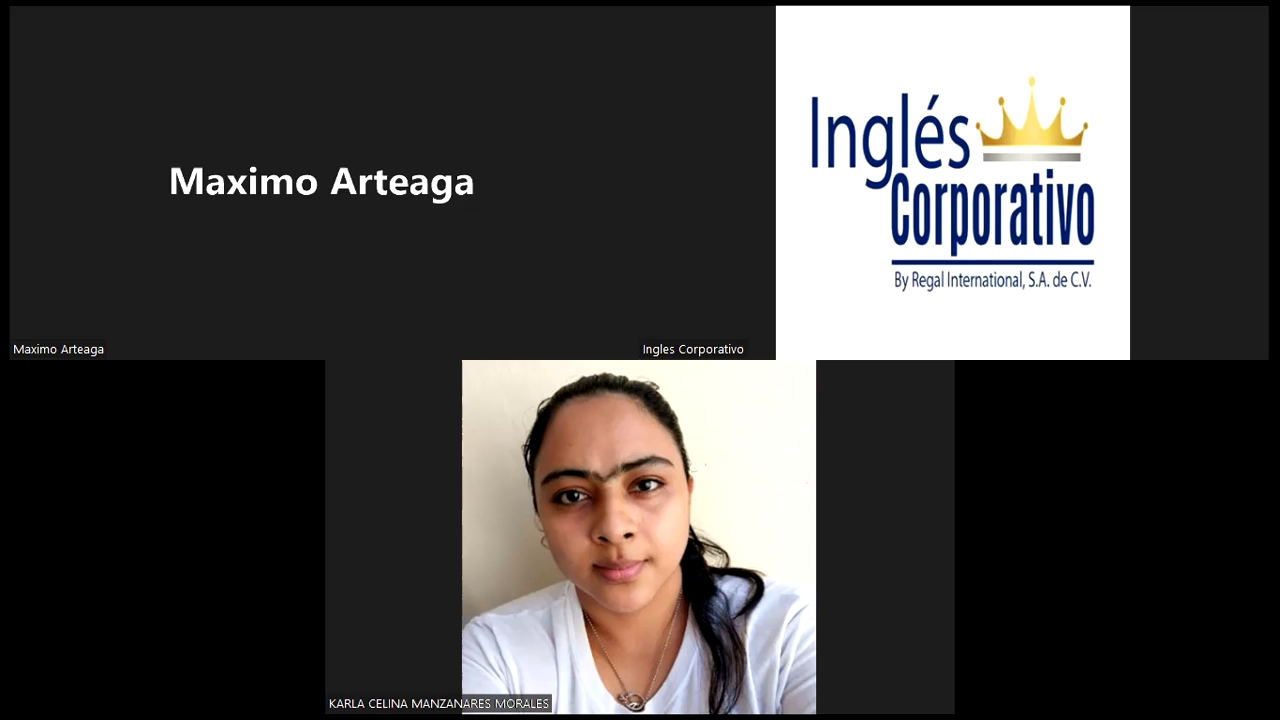 Maximo Arteaga
Maximo Arteaga
Inglés
Corporativo
By Regal International, S.A. de C.V.
Ingles Corporativo
KARLA CELINA MANZANARES MORALES